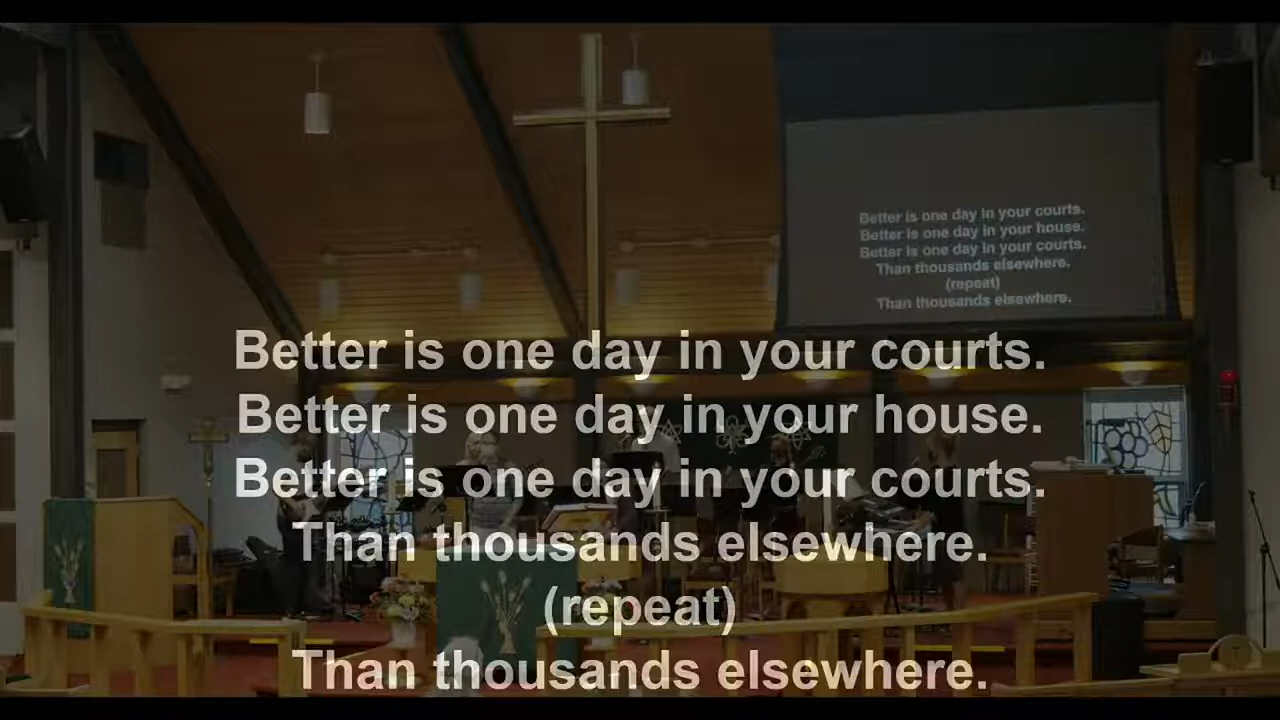 Better is one day in your courts.
Better is one day in your house.
Better is one day in your courts.
Than thousands elsewhere.
(repeat)
Than thousands elsewhere.
Better is one day in your courts.
Better is one day in your house.
Better is one day in your courts.
Than thousands elsewhere.
(repeat)
Than thousands elsewhere.